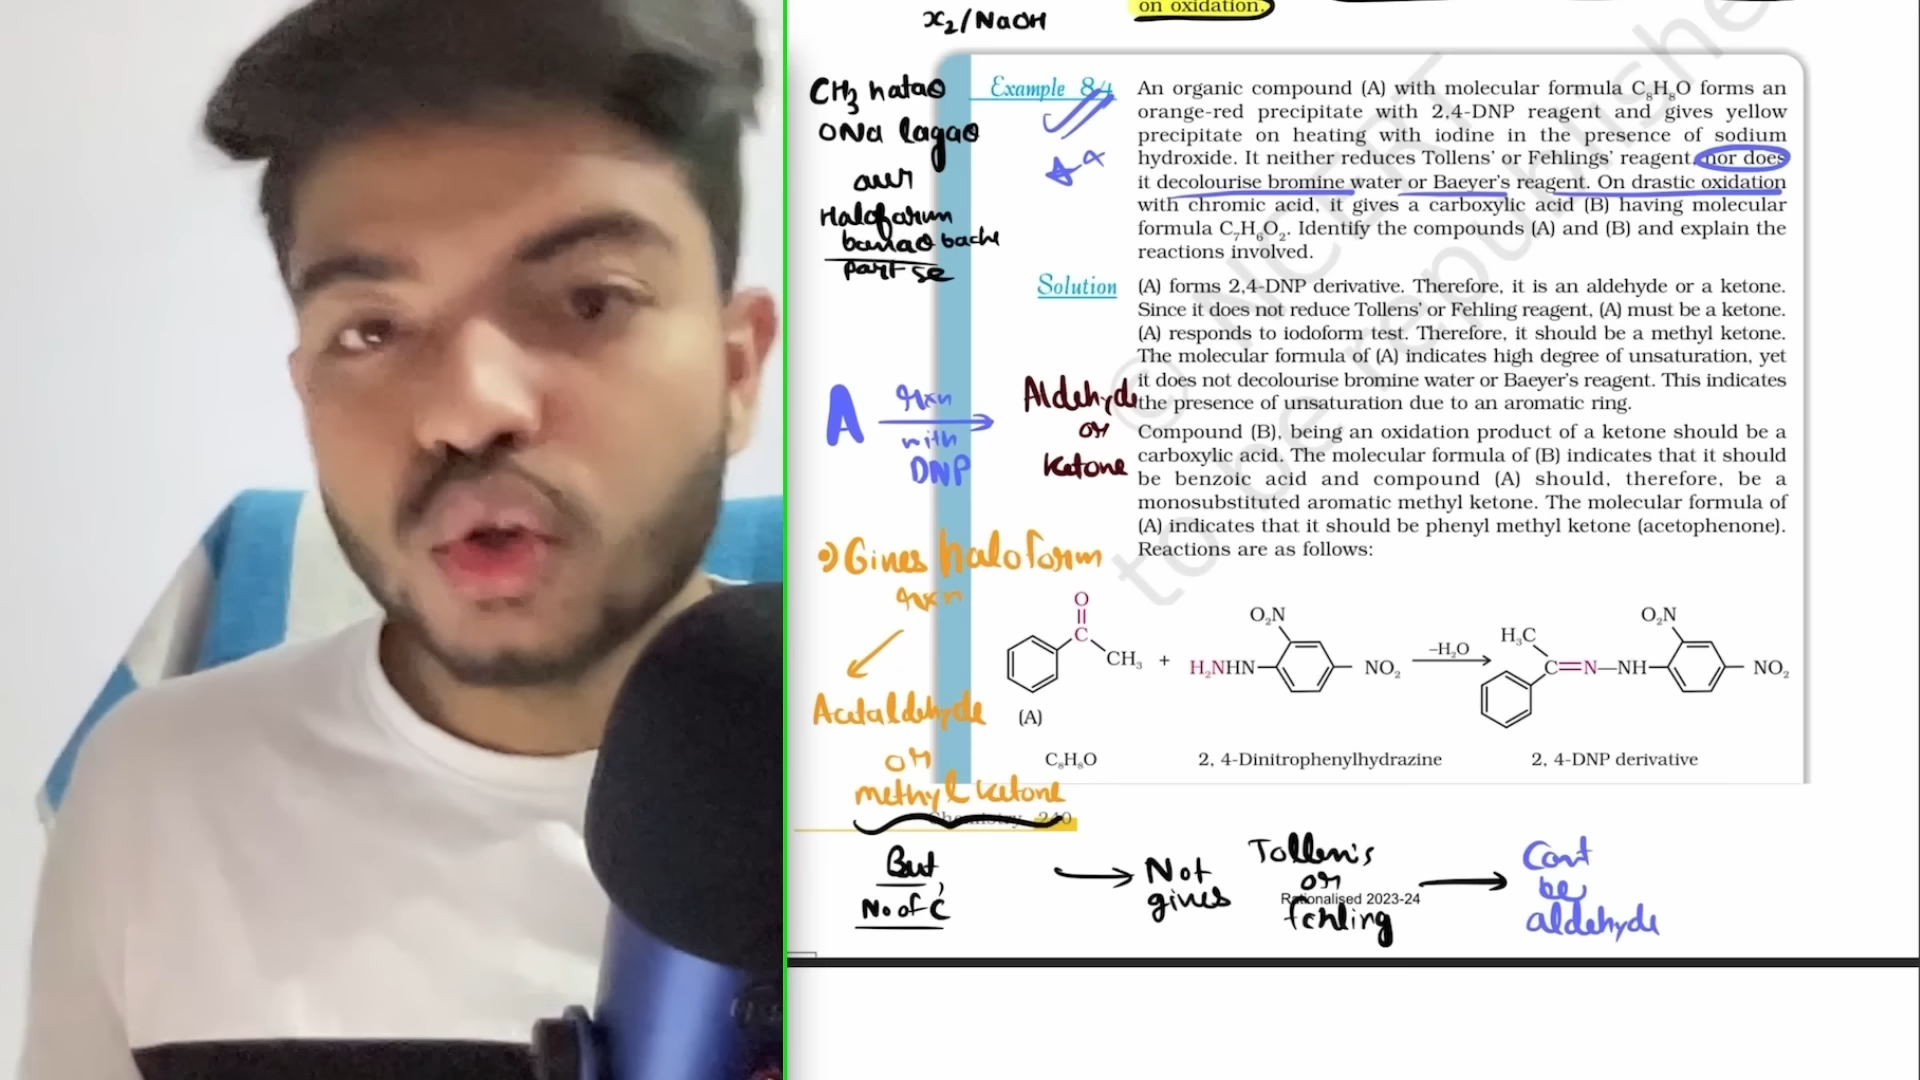 on oxidation.
x2/NaOH
CH3 hatao
ONa lagao
aur
Haloform
banao bache
part se
Example 8.4
An organic compound (A) with molecular formula C8H8O forms an
orange-red precipitate with 2,4-DNP reagent and gives yellow
precipitate on heating with iodine in the presence of sodium
hydroxide. It neither reduces Tollens' or Fehlings' reagent, nor does
it decolourise bromine water or Baeyer's reagent. On drastic oxidation
with chromic acid, it gives a carboxylic acid (B) having molecular
formula C7H6O2. Identify the compounds (A) and (B) and explain the
reactions involved.
Solution
(A) forms 2,4-DNP derivative. Therefore, it is an aldehyde or a ketone.
Since it does not reduce Tollens' or Fehling reagent, (A) must be a ketone.
(A) responds to iodoform test. Therefore, it should be a methyl ketone.
The molecular formula of (A) indicates high degree of unsaturation, yet
it does not decolourise bromine water or Baeyer's reagent. This indicates
the presence of unsaturation due to an aromatic ring.
Compound (B), being an oxidation product of a ketone should be a
carboxylic acid. The molecular formula of (B) indicates that it should
be benzoic acid and compound (A) should, therefore, be a
monosubstituted aromatic methyl ketone. The molecular formula of
(A) indicates that it should be phenyl methyl ketone (acetophenone).
Reactions are as follows:
A rxn with DNP
Aldehyde
or
Ketone
Gives haloform
rxn
Acetaldehyde
or
methyl ketone
O
C
CH3
+
H2NHN
O2N
NO2
–H2O
H3C
C=N—NH
O2N
NO2
(A)
C8H8O
2, 4-Dinitrophenylhydrazine
2, 4-DNP derivative
Chemistry 240
But,
No of C
Not
gives
Tollen's
or
fehling
Rationalised 2023-24
Cant
be
aldehyde
© NCERT
to be republished